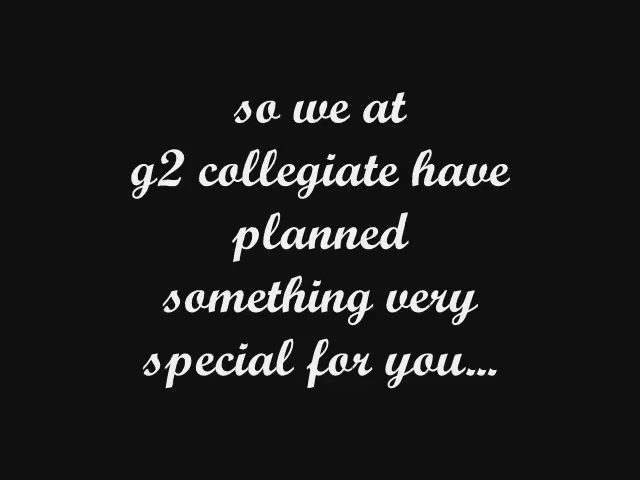 so we at
g2 collegiate have
planned
something very
special for you...